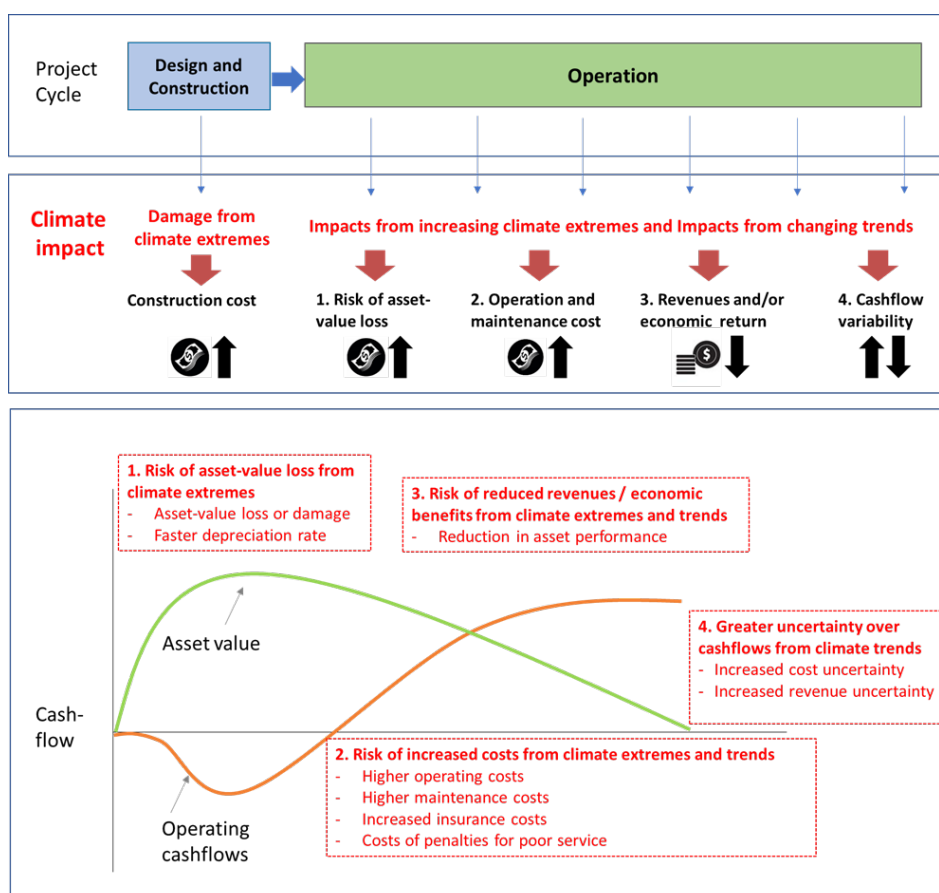 Project
Cycle
Design and
Construction
Operation
Climate
impact
Damage from
climate extremes
Impacts from increasing climate extremes and Impacts from changing trends
Construction cost
1. Risk of asset-
value loss
2. Operation and
maintenance cost
3. Revenues and/or
economic return
4. Cashflow
variability
$
1. Risk of asset-value loss from
climate extremes
- Asset-value loss or damage
- Faster depreciation rate
3. Risk of reduced revenues / economic
benefits from climate extremes and trends
- Reduction in asset performance
Asset value
4. Greater uncertainty over
cashflows from climate trends
- Increased cost uncertainty
- Increased revenue uncertainty
Cash-
flow
2. Risk of increased costs from climate extremes and trends
- Higher operating costs
- Higher maintenance costs
- Increased insurance costs
- Costs of penalties for poor service
Operating
cashflows